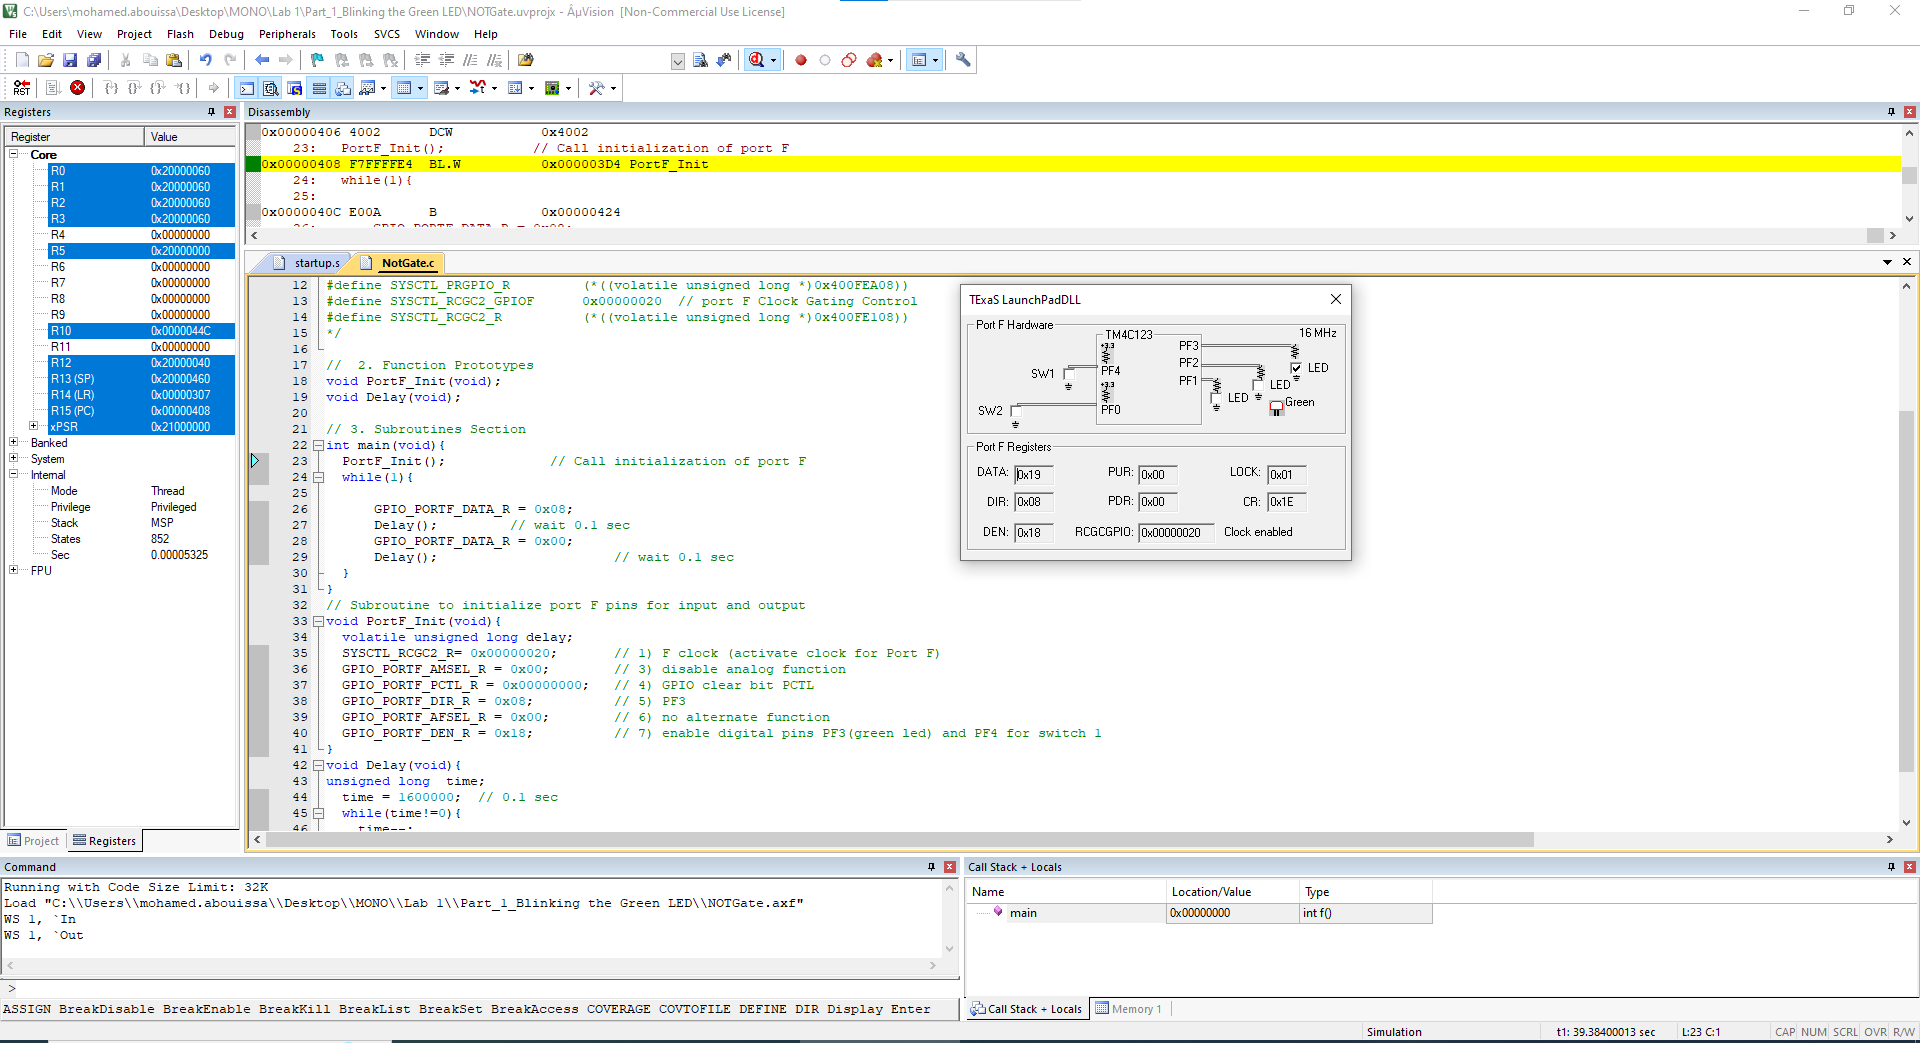 C:\Users\mohamed.abouissa\Desktop\MONO\Lab 1\Part_1_Blinking the Green LED\NOTGate.uvprojx - ÂµVision  [Non-Commercial Use License]
File Edit View Project Flash Debug Peripherals Tools SVCS Window Help
Registers
Register Value
Core
R0 0x20000060
R1 0x20000060
R2 0x20000060
R3 0x20000060
R4 0x00000000
R5 0x20000000
R6 0x00000000
R7 0x00000000
R8 0x00000000
R9 0x00000000
R10 0x0000044C
R11 0x00000000
R12 0x20000040
R13 (SP) 0x20000460
R14 (LR) 0x00000307
R15 (PC) 0x00000408
xPSR 0x21000000
Banked
System
Internal
Mode Thread
Privilege Privileged
Stack MSP
States 852
Sec 0.00005325
FPU
Project Registers
Disassembly
0x00000406 4002 DCW 0x4002
23: PortF_Init(); // Call initialization of port F
0x00000408 F7FFFFE4 BL.W 0x000003D4 PortF_Init
24: while(1){
25:
0x0000040C E00A B 0x00000424
26: GPIO_PORTF_DATA_R = 0x08;
startup.s NotGate.c
12 #define SYSCTL_PRGPIO_R (*((volatile unsigned long *)0x400FEA08))
13 #define SYSCTL_RCGC2_GPIOF 0x00000020 // port F Clock Gating Control
14 #define SYSCTL_RCGC2_R (*((volatile unsigned long *)0x400FE108))
15 */
16
17 // 2. Function Prototypes
18 void PortF_Init(void);
19 void Delay(void);
20
21 // 3. Subroutines Section
22 int main(void){
23 PortF_Init(); // Call initialization of port F
24 while(1){
25
26 GPIO_PORTF_DATA_R = 0x08;
27 Delay(); // wait 0.1 sec
28 GPIO_PORTF_DATA_R = 0x00;
29 Delay(); // wait 0.1 sec
30 }
31 }
32 // Subroutine to initialize port F pins for input and output
33 void PortF_Init(void){
34 volatile unsigned long delay;
35 SYSCTL_RCGC2_R= 0x00000020; // 1) F clock (activate clock for Port F)
36 GPIO_PORTF_AMSEL_R = 0x00; // 3) disable analog function
37 GPIO_PORTF_PCTL_R = 0x00000000; // 4) GPIO clear bit PCTL
38 GPIO_PORTF_DIR_R = 0x08; // 5) PF3
39 GPIO_PORTF_AFSEL_R = 0x00; // 6) no alternate function
40 GPIO_PORTF_DEN_R = 0x18; // 7) enable digital pins PF3(green led) and PF4 for switch 1
41 }
42 void Delay(void){
43 unsigned long time;
44 time = 1600000; // 0.1 sec
45 while(time!=0){
46 time--;
TExaS LaunchPadDLL
Port F Hardware
TM4C123 16 MHz
+3.3
PF3
PF2 LED
SW1 PF4 PF1
+3.3 LED
LED Green
SW2 PF0
Port F Registers
DATA: 0x19 PUR: 0x00 LOCK: 0x01
DIR: 0x08 PDR: 0x00 CR: 0x1E
DEN: 0x18 RCGCGPIO: 0x00000020 Clock enabled
Command
Running with Code Size Limit: 32K
Load "C:\\Users\\mohamed.abouissa\\Desktop\\MONO\\Lab 1\\Part_1_Blinking the Green LED\\NOTGate.axf"
WS 1, `In
WS 1, `Out
>
ASSIGN BreakDisable BreakEnable BreakKill BreakList BreakSet BreakAccess COVERAGE COVTOFILE DEFINE DIR Display Enter
Call Stack + Locals
Name Location/Value Type
main 0x00000000 int f()
Call Stack + Locals Memory 1
Simulation t1: 39.38400013 sec L:23 C:1 CAP NUM SCRL OVR R/W